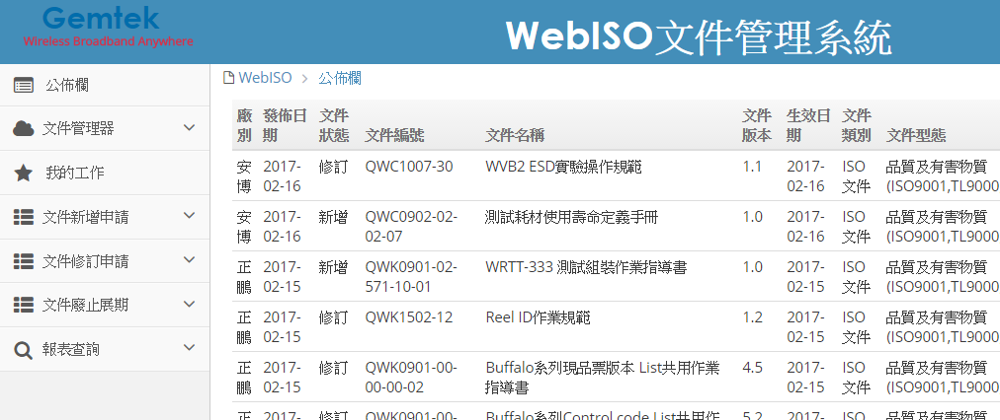 Gemtek
Wireless Broadband Anywhere
WebISO文件管理系統
公佈欄
文件管理器
我的工作
文件新增申請
文件修訂申請
文件廢止展期
報表查詢
WebISO > 公佈欄
廠 發佈日 文件 文件 生效日 文件
別 期 狀態 文件編號 文件名稱 版本 期 類別 文件型態
安 2017- 修訂 QWC1007-30 WVB2 ESD實驗操作規範 1.1 2017- ISO 品質及有害物質
博 02-16 02-16 文件 (ISO9001,TL9000
安 2017- 新增 QWC0902-02- 測試耗材使用壽命定義手冊 1.0 2017- ISO 品質及有害物質
博 02-16 02-07 02-16 文件 (ISO9001,TL9000
正 2017- 新增 QWK0901-02- WRTT-333 測試組裝作業指導書 1.0 2017- ISO 品質及有害物質
鵬 02-15 571-10-01 02-15 文件 (ISO9001,TL9000
正 2017- 修訂 QWK1502-12 Reel ID作業規範 1.2 2017- ISO 品質及有害物質
鵬 02-15 02-15 文件 (ISO9001,TL9000
正 2017- 修訂 QWK0901-00- Buffalo系列現品票版本 List共用作業 4.5 2017- ISO 品質及有害物質
鵬 02-15 00-00-02 指導書 02-15 文件 (ISO9001,TL9000
正 2017- 修訂 QWK0901-00- Buffalo系列Control code List共用作 5.2 2017- ISO 品質及有害物質